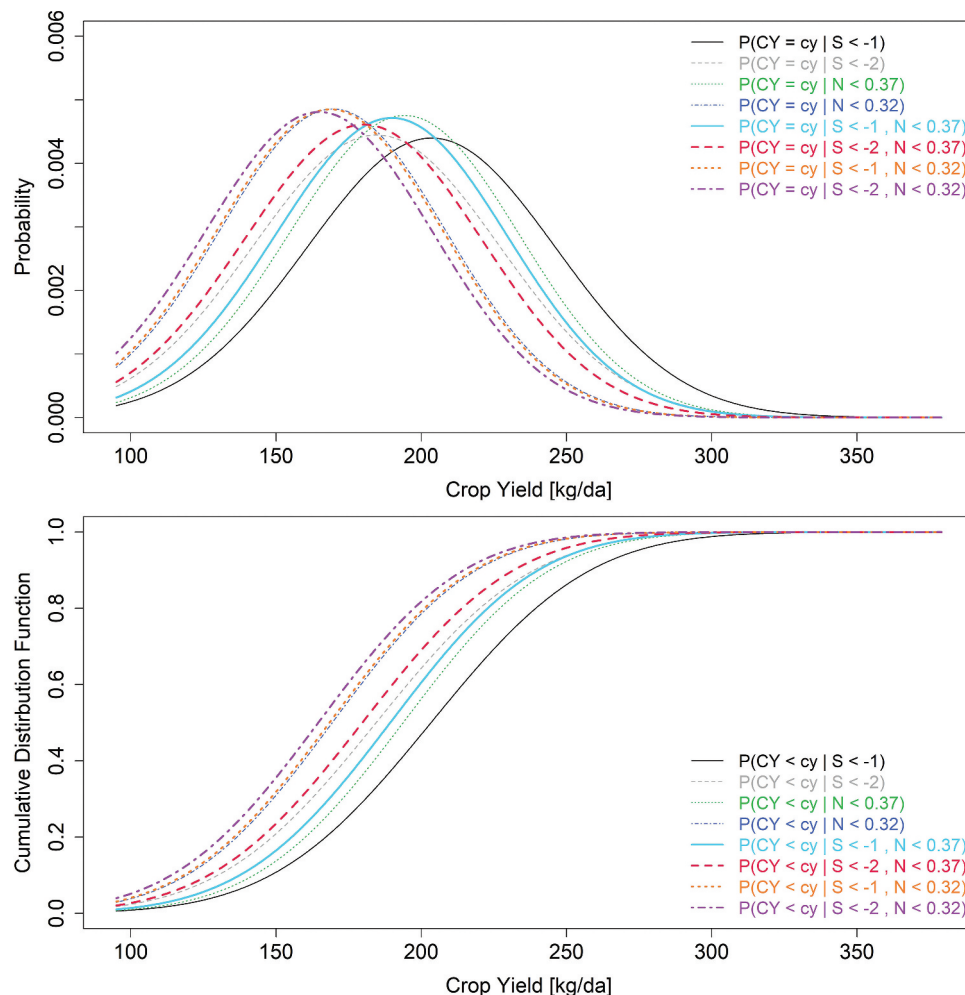 0.006
0.004
0.002
0.000
Probability
P(CY = cy | S < -1)
P(CY = cy | S < -2)
P(CY = cy | N < 0.37)
P(CY = cy | N < 0.32)
P(CY = cy | S < -1 , N < 0.37)
P(CY = cy | S < -2 , N < 0.37)
P(CY = cy | S < -1 , N < 0.32)
P(CY = cy | S < -2 , N < 0.32)
100 150 200 250 300 350
Crop Yield [kg/da]
1.0
0.8
0.6
0.4
0.2
0.0
Cumulative Distirbution Function
P(CY < cy | S < -1)
P(CY < cy | S < -2)
P(CY < cy | N < 0.37)
P(CY < cy | N < 0.32)
P(CY < cy | S < -1 , N < 0.37)
P(CY < cy | S < -2 , N < 0.37)
P(CY < cy | S < -1 , N < 0.32)
P(CY < cy | S < -2 , N < 0.32)
100 150 200 250 300 350
Crop Yield [kg/da]